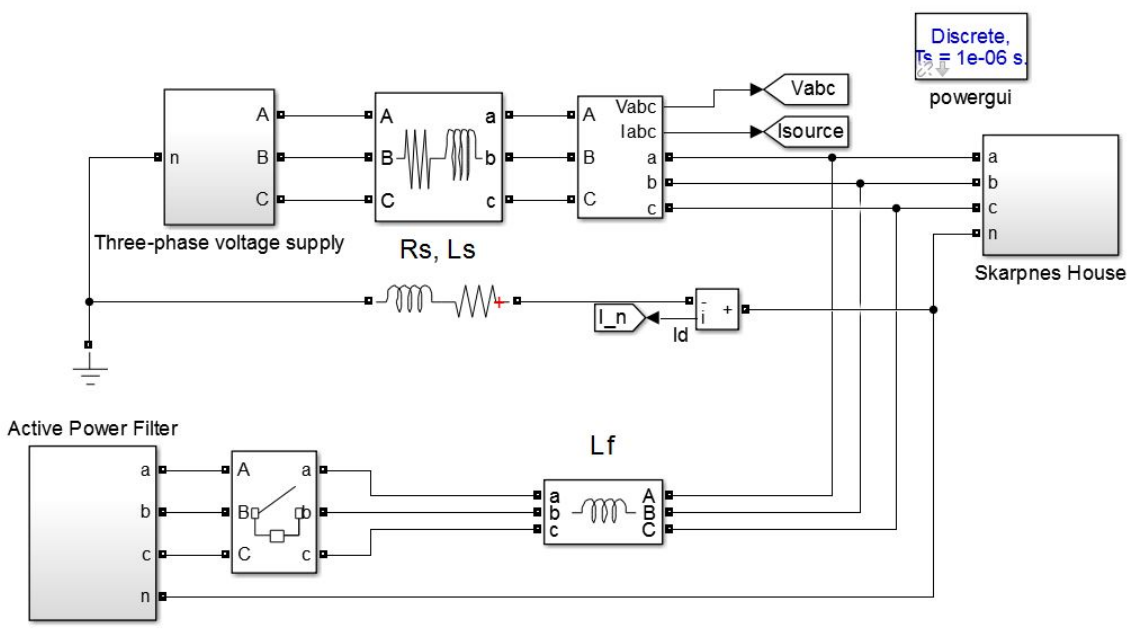 Discrete,
Ts = 1e-06 s.
powergui
Vabc
Isource
A
B
C
n
Three-phase voltage supply
A
B
C
a
b
c
Rs, Ls
A
B
C
Vabc
Iabc
a
b
c
a
b
c
n
Skarpnes House
I_n
Id
-
i
+
Active Power Filter
a
b
c
n
A
B
C
a
b
c
Lf
a
b
c
A
B
C